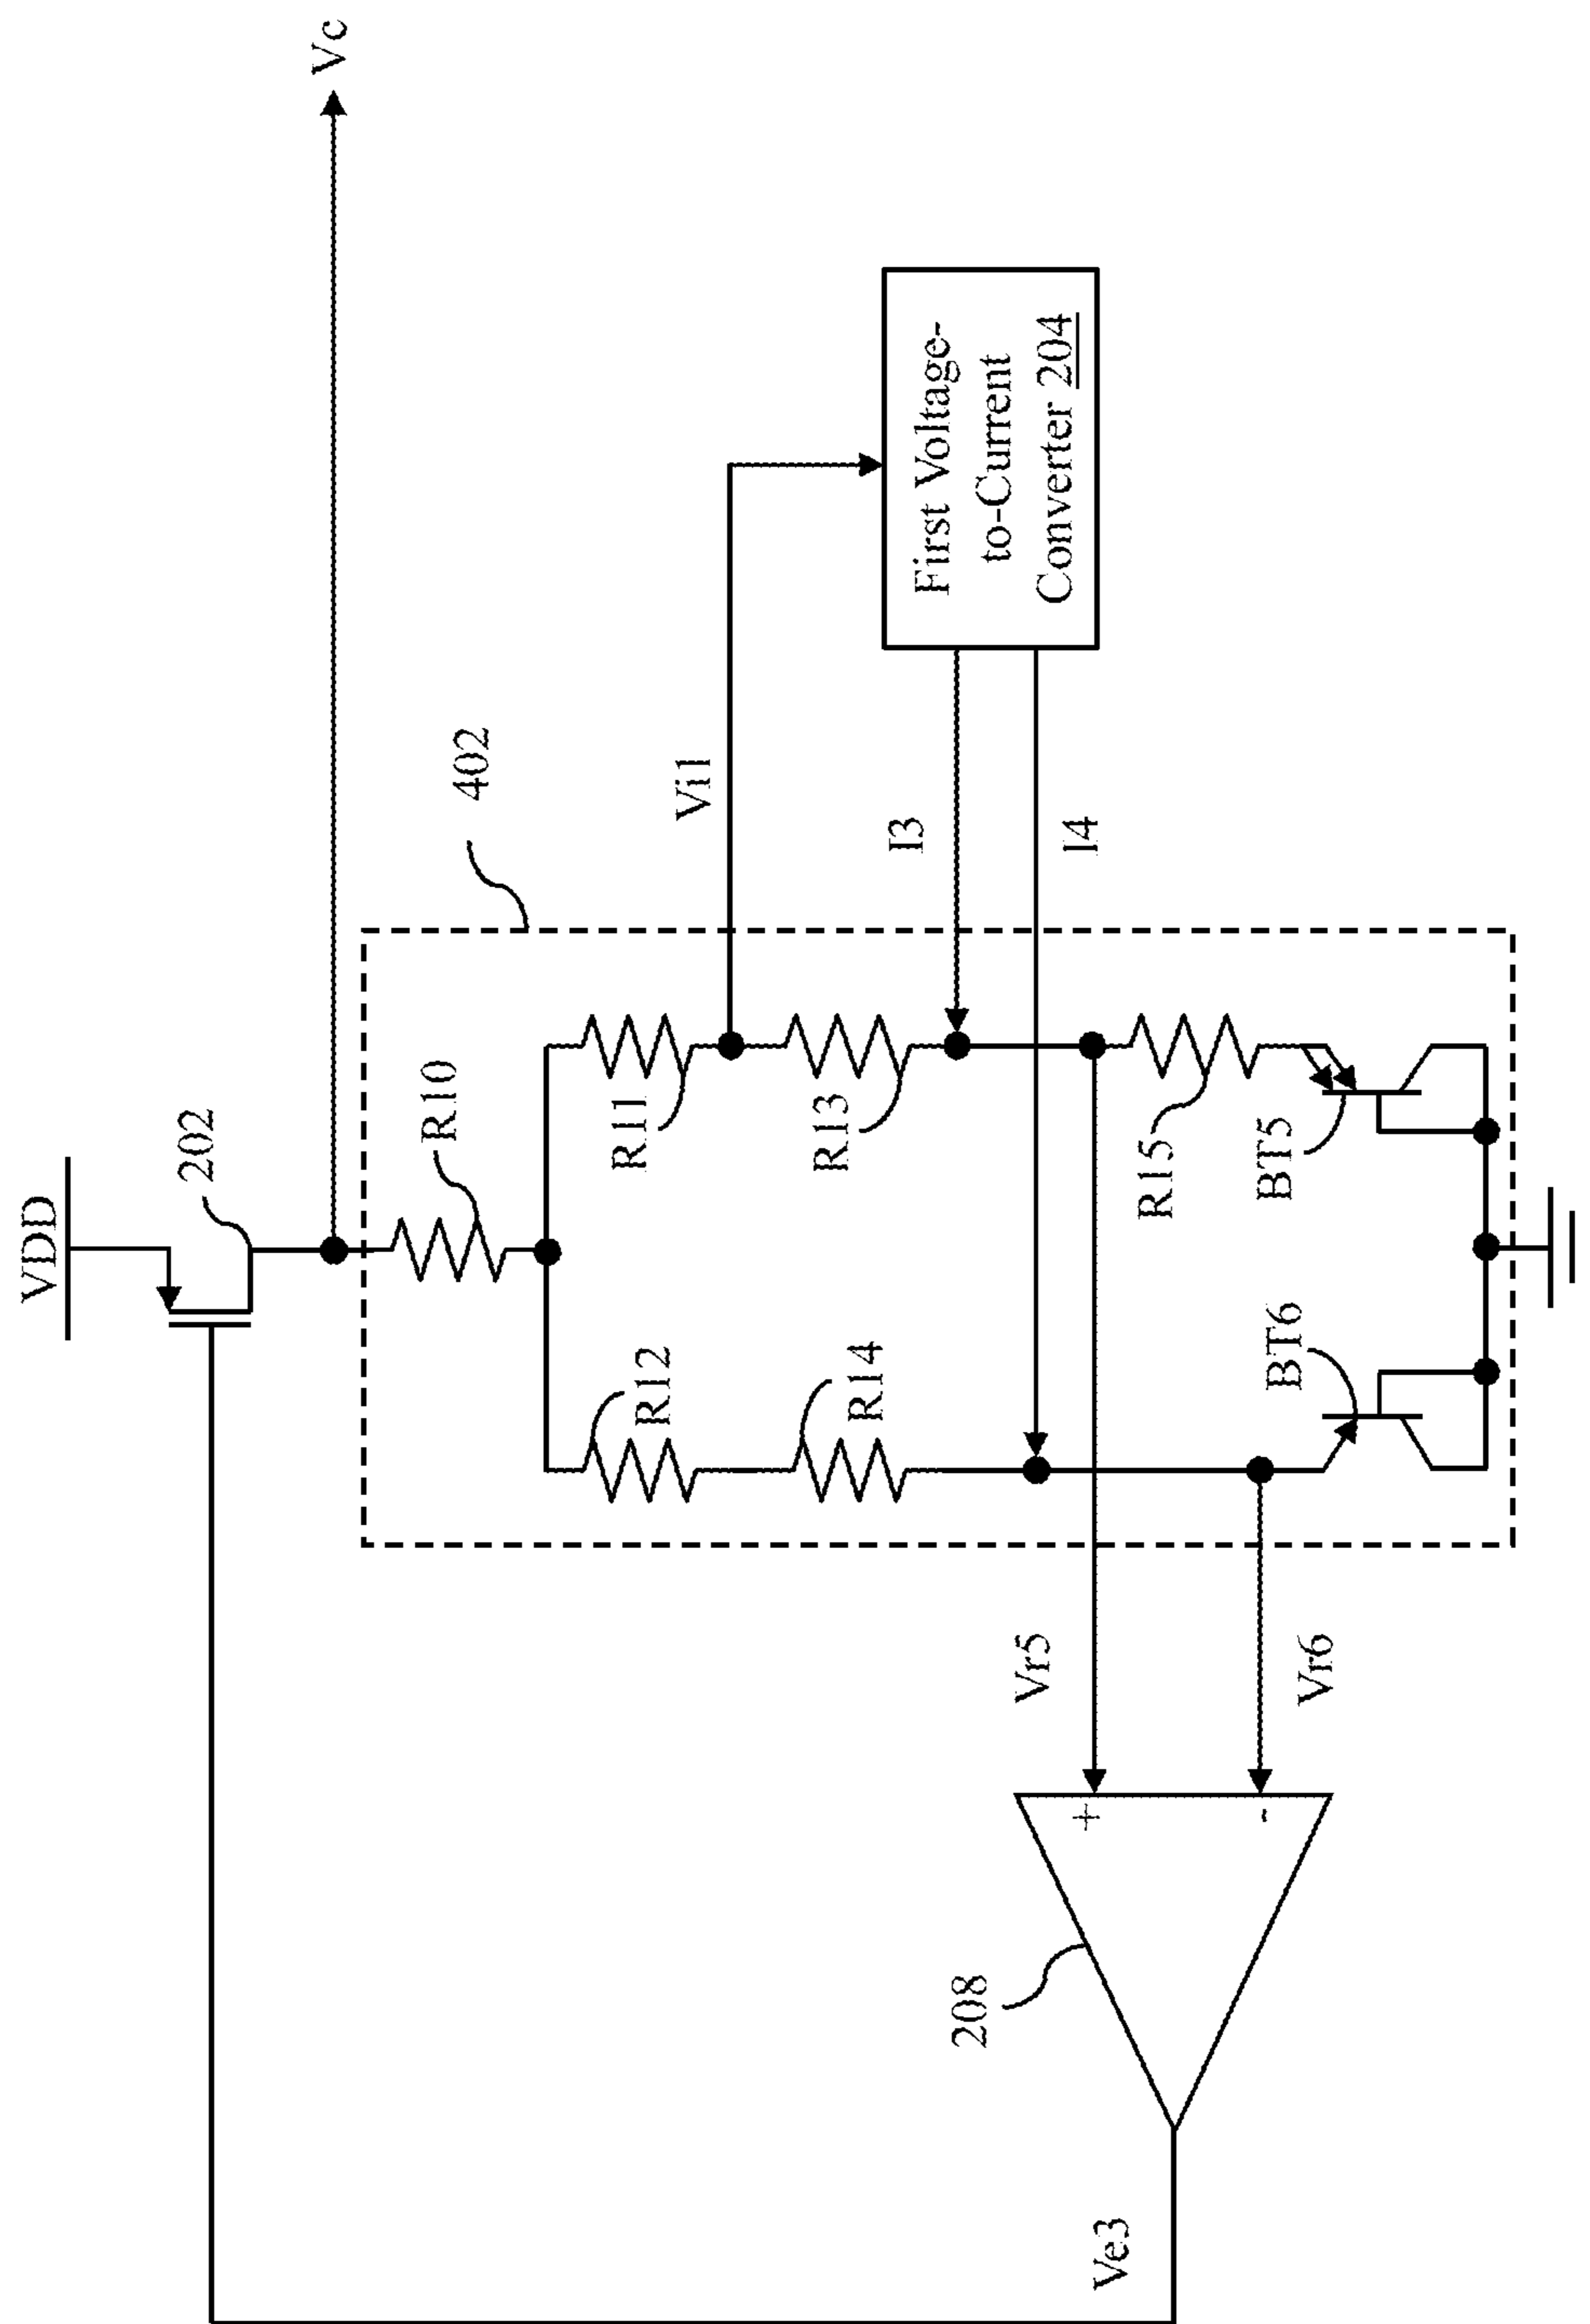 VDD
202
Vc
R10
402
R12
R11
Vi1
R14
R13
First Voltage-
to-Current
Converter 204
I3
I4
Vr5
+
208
R15
BT6
BT5
Vr6
-
Ve3